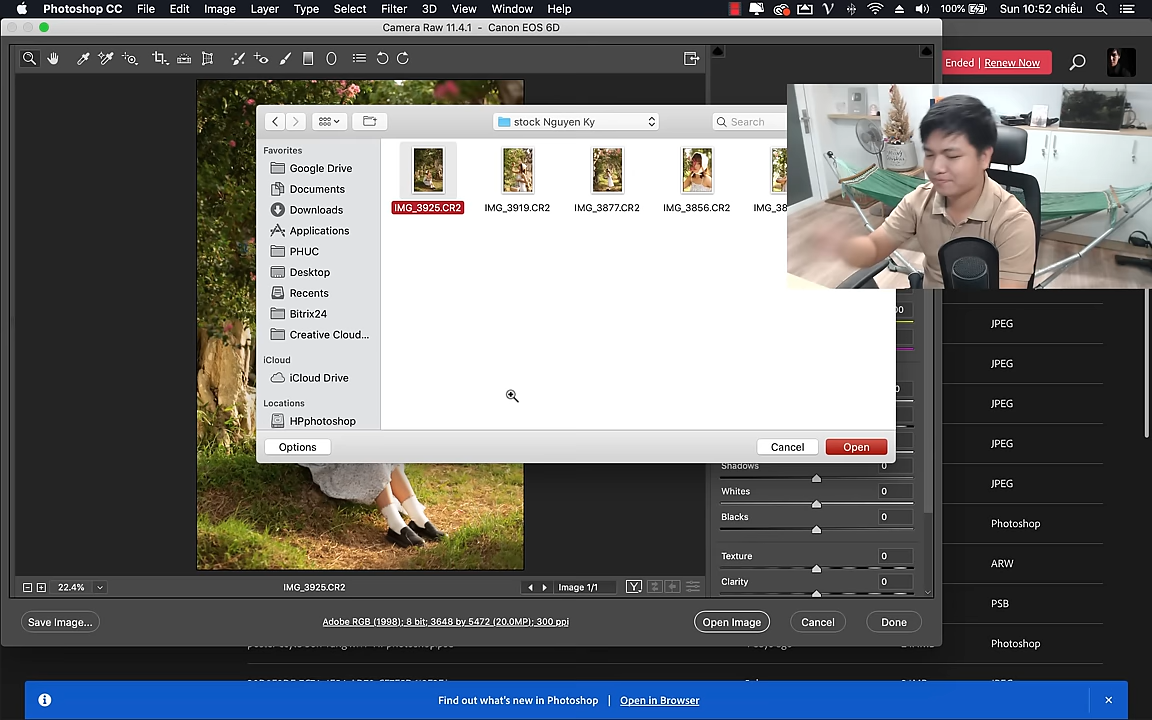 Photoshop CC File Edit Image Layer Type Select Filter 3D View Window Help 100% Sun 10:52 chiều
Camera Raw 11.4.1 - Canon EOS 6D
Ended | Renew Now
stock Nguyen Ky
Search
Favorites
Google Drive
Documents
Downloads
Applications
PHUC
Desktop
Recents
Bitrix24
Creative Cloud...
iCloud
iCloud Drive
Locations
HPphotoshop
IMG_3925.CR2 IMG_3919.CR2 IMG_3877.CR2 IMG_3856.CR2 IMG_38
Options Cancel Open
JPEG
JPEG
JPEG
JPEG
JPEG
Photoshop
ARW
PSB
Photoshop
Shadows 0
Whites 0
Blacks 0
Texture 0
Clarity 0
22.4% IMG_3925.CR2 Image 1/1 Y
Save Image... Adobe RGB (1998); 8 bit; 3648 by 5472 (20.0MP); 300 ppi Open Image Cancel Done
Find out what's new in Photoshop | Open in Browser